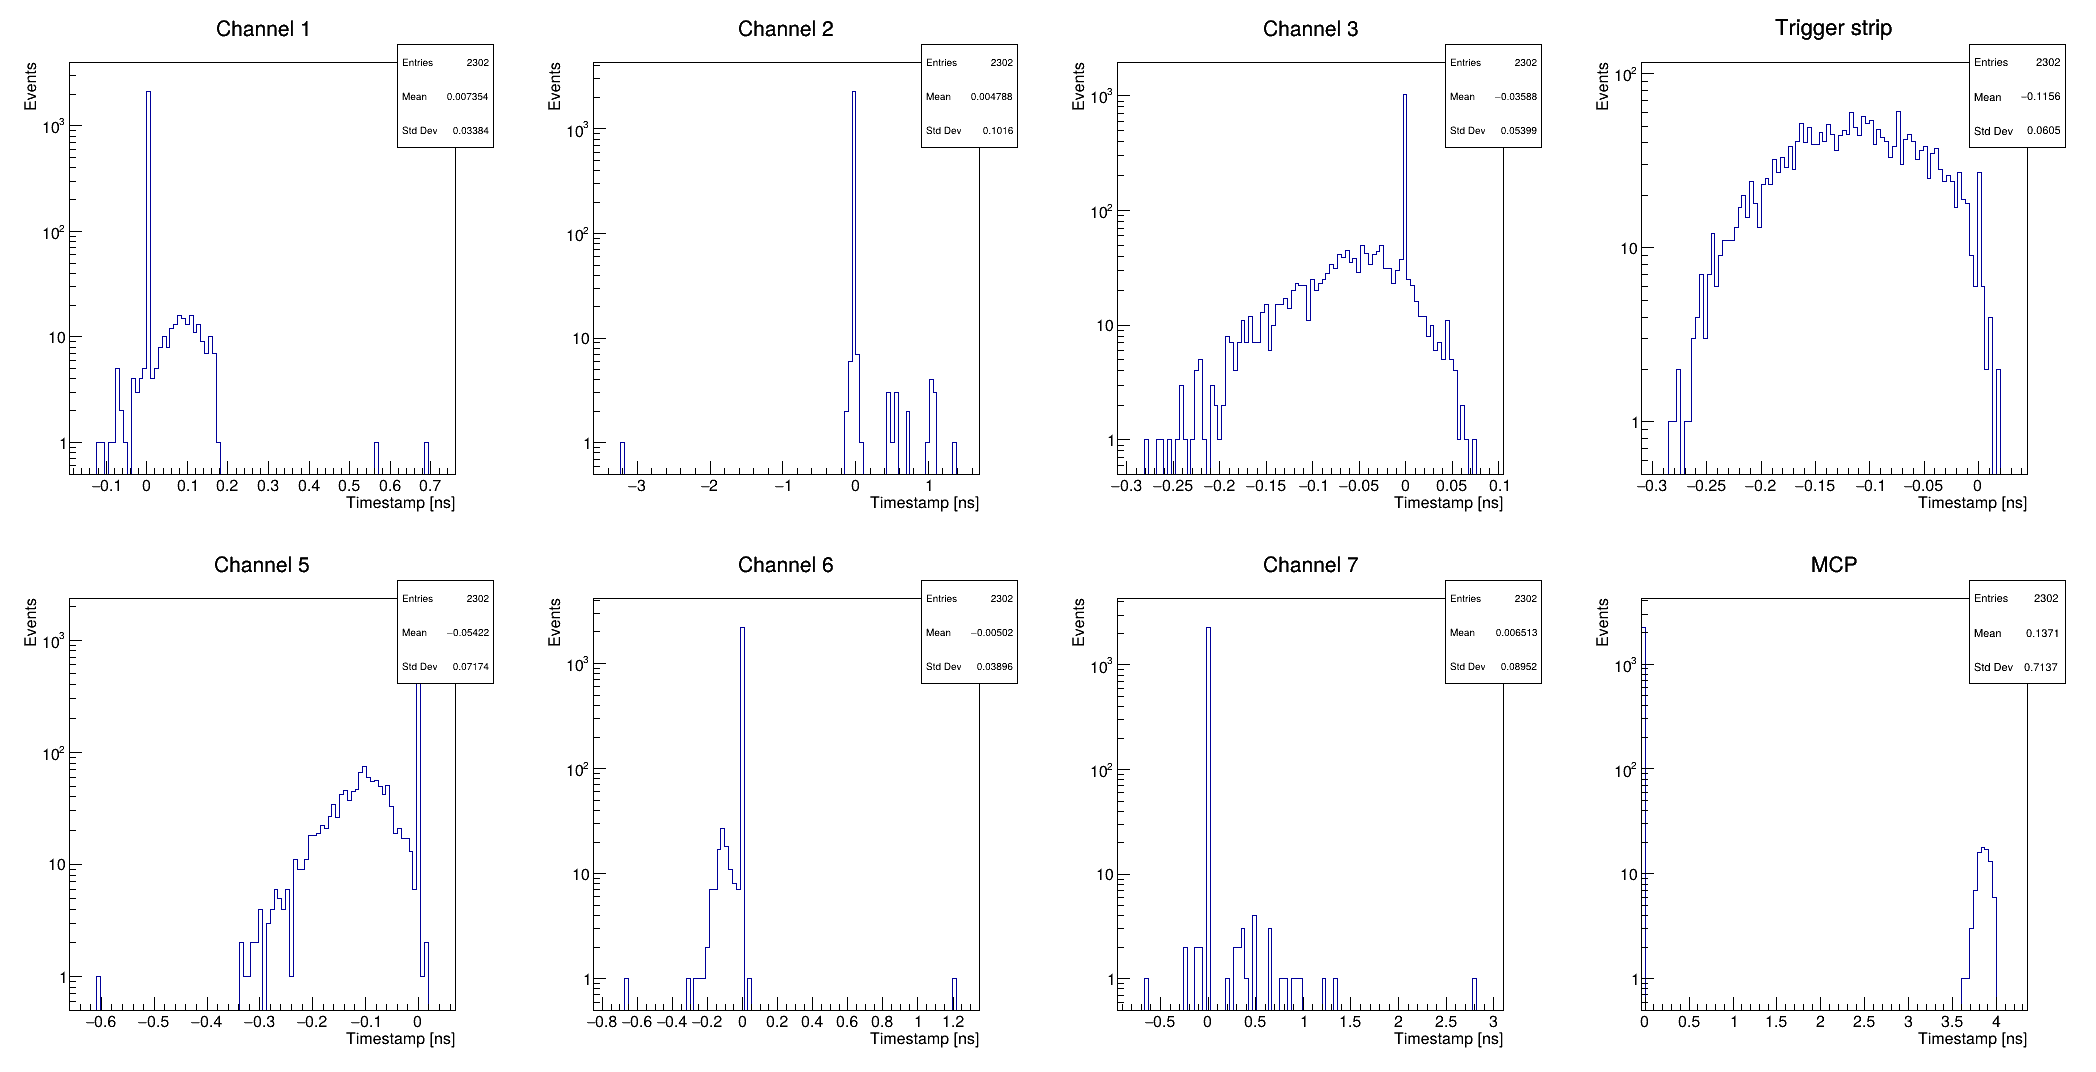 Channel 1
Events
Entries 2302
Mean 0.007354
Std Dev 0.03384
10³
10²
10
1
−0.1 0 0.1 0.2 0.3 0.4 0.5 0.6 0.7
Timestamp [ns]
Channel 2
Events
Entries 2302
Mean 0.004788
Std Dev 0.1016
10³
10²
10
1
−3 −2 −1 0 1
Timestamp [ns]
Channel 3
Events
Entries 2302
Mean −0.03588
Std Dev 0.05399
10³
10²
10
1
−0.3 −0.25 −0.2 −0.15 −0.1 −0.05 0 0.05 0.1
Timestamp [ns]
Trigger strip
Events
Entries 2302
Mean −0.1156
Std Dev 0.0605
10²
10
1
−0.3 −0.25 −0.2 −0.15 −0.1 −0.05 0
Timestamp [ns]
Channel 5
Events
Entries 2302
Mean −0.05422
Std Dev 0.07174
10³
10²
10
1
−0.6 −0.5 −0.4 −0.3 −0.2 −0.1 0
Timestamp [ns]
Channel 6
Events
Entries 2302
Mean −0.00502
Std Dev 0.03896
10³
10²
10
1
−0.8 −0.6 −0.4 −0.2 0 0.2 0.4 0.6 0.8 1 1.2
Timestamp [ns]
Channel 7
Events
Entries 2302
Mean 0.006513
Std Dev 0.08952
10³
10²
10
1
−0.5 0 0.5 1 1.5 2 2.5 3
Timestamp [ns]
MCP
Events
Entries 2302
Mean 0.1371
Std Dev 0.7137
10³
10²
10
1
0 0.5 1 1.5 2 2.5 3 3.5 4
Timestamp [ns]